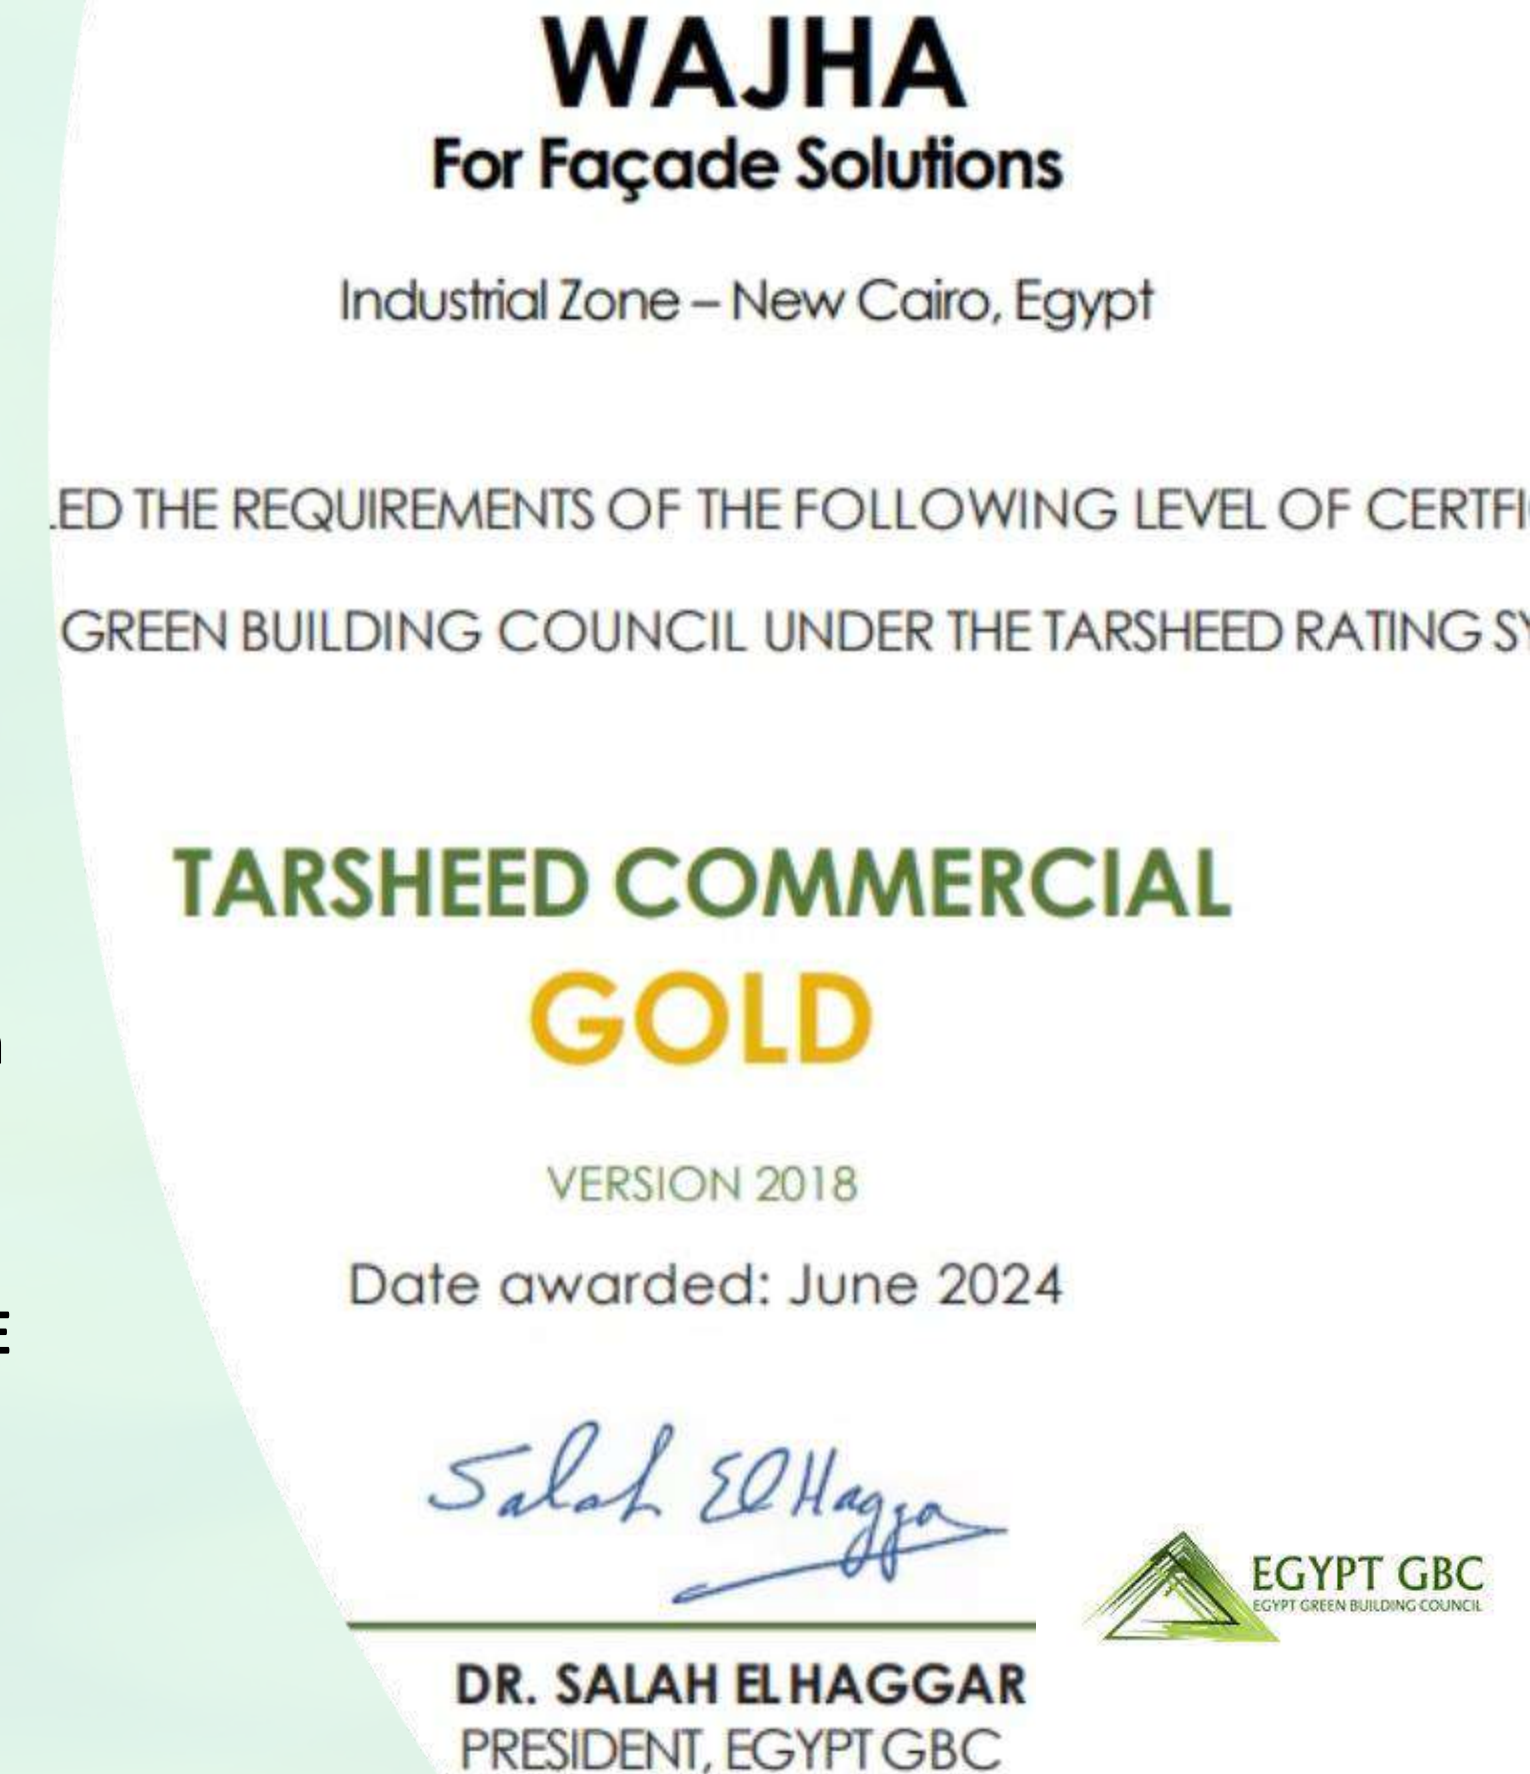 WAJHA
For Façade Solutions
Industrial Zone – New Cairo, Egypt
ED THE REQUIREMENTS OF THE FOLLOWING LEVEL OF CERTFI
GREEN BUILDING COUNCIL UNDER THE TARSHEED RATING SY
TARSHEED COMMERCIAL
GOLD
VERSION 2018
Date awarded: June 2024
E
Salah El Haggar
EGYPT GBC
EGYPT GREEN BUILDING COUNCIL
DR. SALAH ELHAGGAR
PRESIDENT, EGYPT GBC